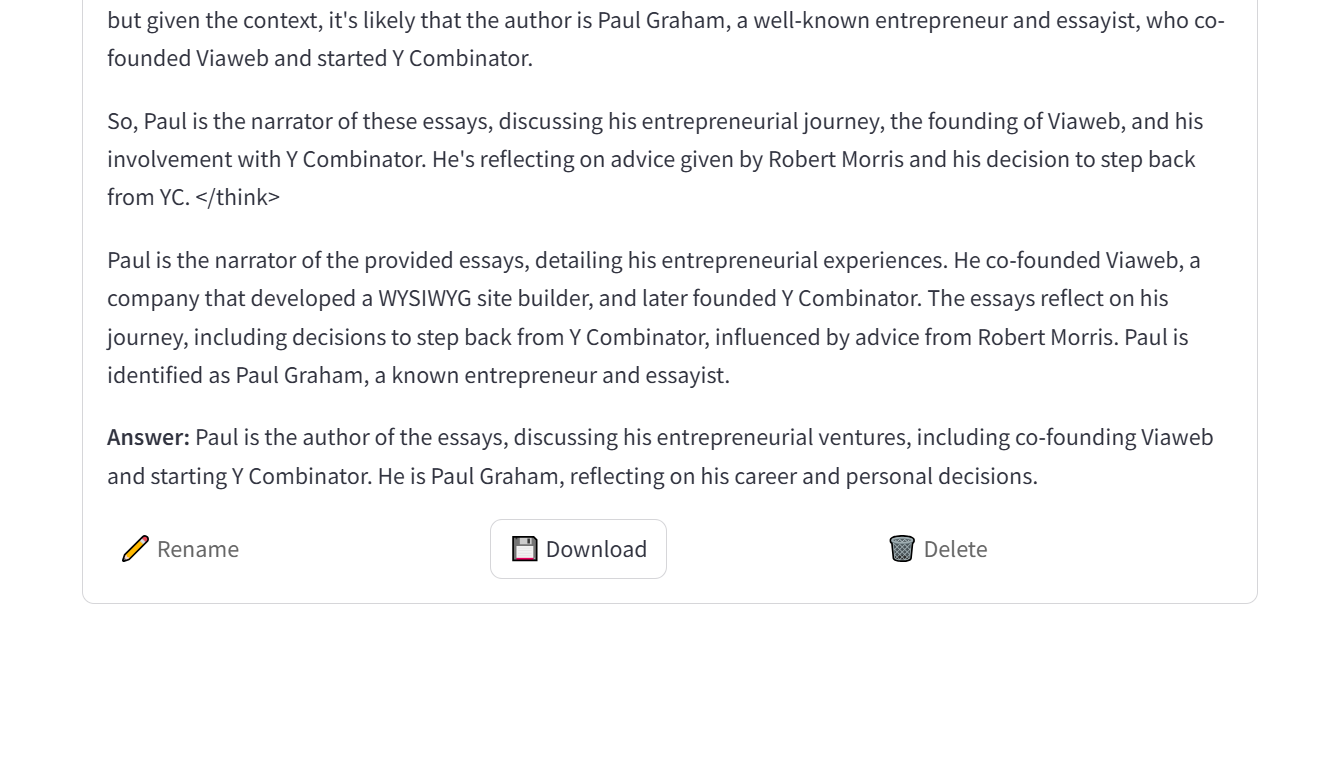 but given the context, it's likely that the author is Paul Graham, a well-known entrepreneur and essayist, who co-
founded Viaweb and started Y Combinator.
So, Paul is the narrator of these essays, discussing his entrepreneurial journey, the founding of Viaweb, and his
involvement with Y Combinator. He's reflecting on advice given by Robert Morris and his decision to step back
from YC. </think>
Paul is the narrator of the provided essays, detailing his entrepreneurial experiences. He co-founded Viaweb, a
company that developed a WYSIWYG site builder, and later founded Y Combinator. The essays reflect on his
journey, including decisions to step back from Y Combinator, influenced by advice from Robert Morris. Paul is
identified as Paul Graham, a known entrepreneur and essayist.
Answer: Paul is the author of the essays, discussing his entrepreneurial ventures, including co-founding Viaweb
and starting Y Combinator. He is Paul Graham, reflecting on his career and personal decisions.
Rename Download Delete